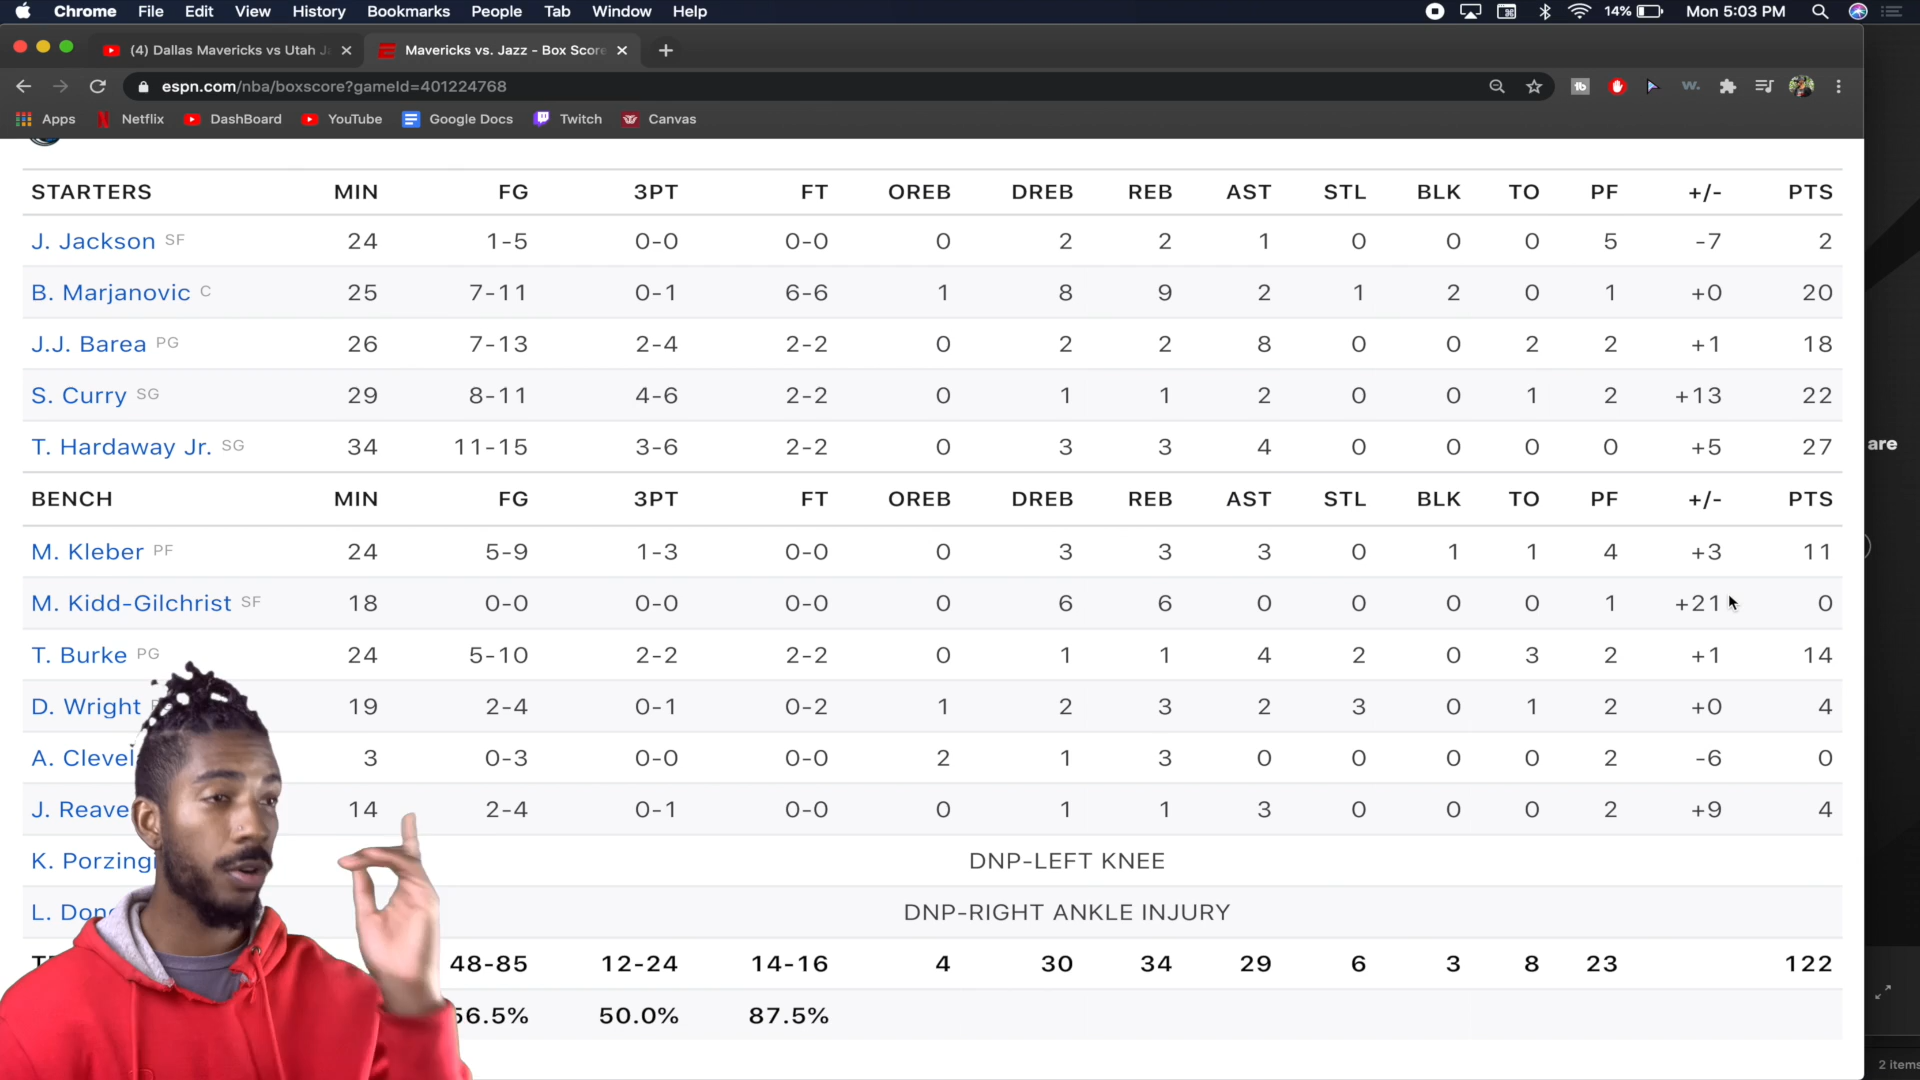 Chrome File Edit View History Bookmarks People Tab Window Help 14% Mon 5:03 PM
(4) Dallas Mavericks vs Utah Mavericks vs. Jazz - Box Score
espn.com/nba/boxscore?gameId=401224768
Apps Netflix DashBoard YouTube Google Docs Twitch Canvas
STARTERS MIN FG 3PT FT OREB DREB REB AST STL BLK TO PF +/- PTS
J. Jackson SF 24 1-5 0-0 0-0 0 2 2 1 0 0 0 5 -7 2
B. Marjanovic C 25 7-11 0-1 6-6 1 8 9 2 1 2 0 1 +0 20
J.J. Barea PG 26 7-13 2-4 2-2 0 2 2 8 0 0 2 2 +1 18
S. Curry SG 29 8-11 4-6 2-2 0 1 1 2 0 0 1 2 +13 22
T. Hardaway Jr. SG 34 11-15 3-6 2-2 0 3 3 4 0 0 0 0 +5 27
are
BENCH MIN FG 3PT FT OREB DREB REB AST STL BLK TO PF +/- PTS
M. Kleber PF 24 5-9 1-3 0-0 0 3 3 3 0 1 1 4 +3 11
M. Kidd-Gilchrist SF 18 0-0 0-0 0-0 0 6 6 0 0 0 0 1 +21 0
T. Burke PG 24 5-10 2-2 2-2 0 1 1 4 2 0 3 2 +1 14
D. Wright 19 2-4 0-1 0-2 1 2 3 2 3 0 1 2 +0 4
A. Clevel 3 0-3 0-0 0-0 2 1 3 0 0 0 0 2 -6 0
J. Reave 14 2-4 0-1 0-0 0 1 1 3 0 0 0 2 +9 4
K. Porzingi DNP-LEFT KNEE
L. Don DNP-RIGHT ANKLE INJURY
48-85 12-24 14-16 4 30 34 29 6 3 8 23 122
56.5% 50.0% 87.5%
2 items